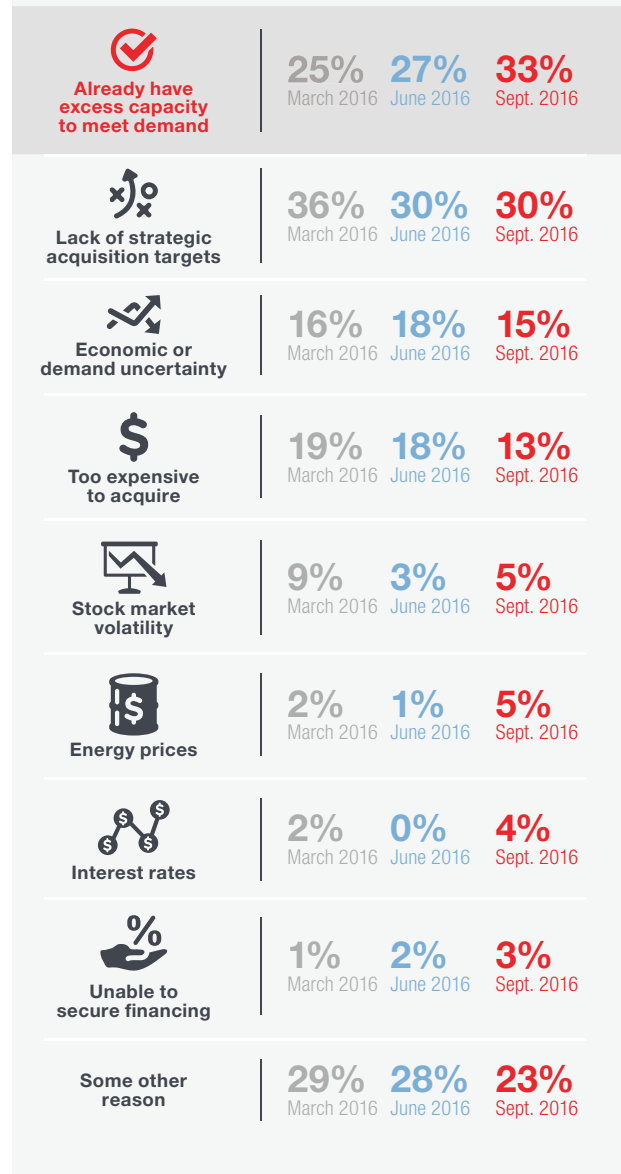 Already have
excess capacity
to meet demand
25% 27% 33%
March 2016 June 2016 Sept. 2016
Lack of strategic
acquisition targets
36% 30% 30%
March 2016 June 2016 Sept. 2016
Economic or
demand uncertainty
16% 18% 15%
March 2016 June 2016 Sept. 2016
$
Too expensive
to acquire
19% 18% 13%
March 2016 June 2016 Sept. 2016
Stock market
volatility
9% 3% 5%
March 2016 June 2016 Sept. 2016
$
Energy prices
2% 1% 5%
March 2016 June 2016 Sept. 2016
$ $ $ $
Interest rates
2% 0% 4%
March 2016 June 2016 Sept. 2016
%
Unable to
secure financing
1% 2% 3%
March 2016 June 2016 Sept. 2016
Some other
reason
29% 28% 23%
March 2016 June 2016 Sept. 2016